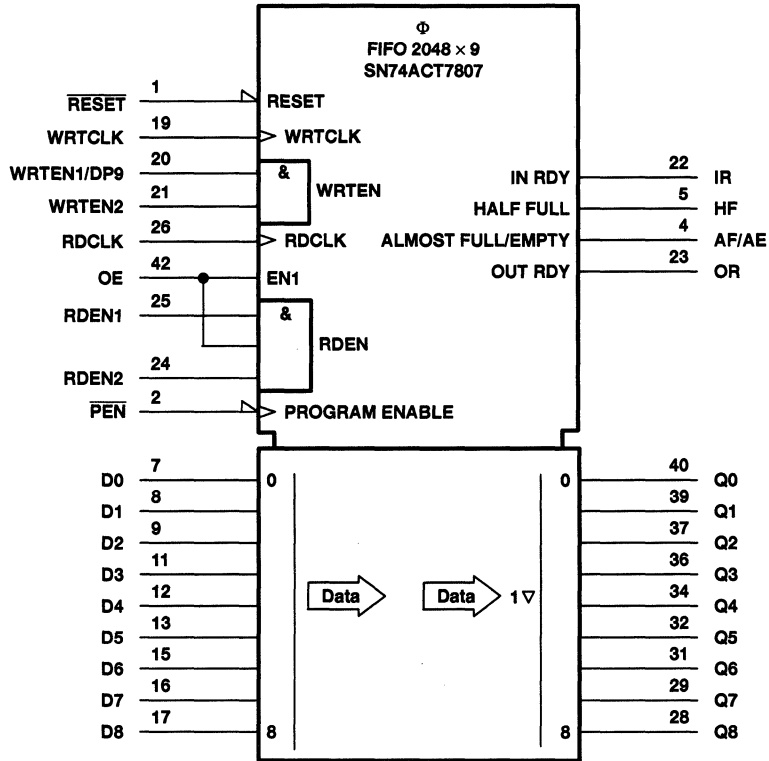 Φ
FIFO 2048 × 9
SN74ACT7807
RESET 1 RESET
WRTCLK 19 WRTCLK
WRTEN1/DP9 20 &
WRTEN
WRTEN2 21
RDCLK 26 RDCLK
OE 42 EN1
RDEN1 25 &
RDEN
RDEN2 24
PEN 2 PROGRAM ENABLE
IN RDY 22 IR
HALF FULL 5 HF
ALMOST FULL/EMPTY 4 AF/AE
OUT RDY 23 OR
D0 7 0
D1 8
D2 9
D3 11
D4 12
D5 13
D6 15
D7 16
D8 17 8
Data Data 1 ▽
0 40 Q0
39 Q1
37 Q2
36 Q3
34 Q4
32 Q5
31 Q6
29 Q7
8 28 Q8